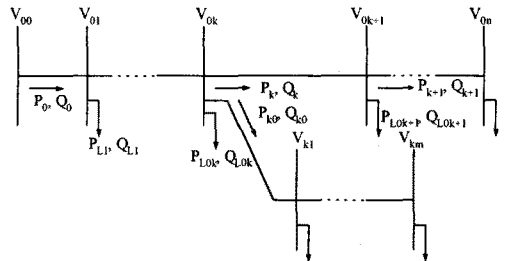 V00 V01 V0k V0k+1 V0n
P0, Q0 Pk, Qk Pk+1, Qk+1
Pk0, Qk0
PL1, QL1 PL0k, QL0k PL0k+1, QL0k+1
Vk1 Vkm